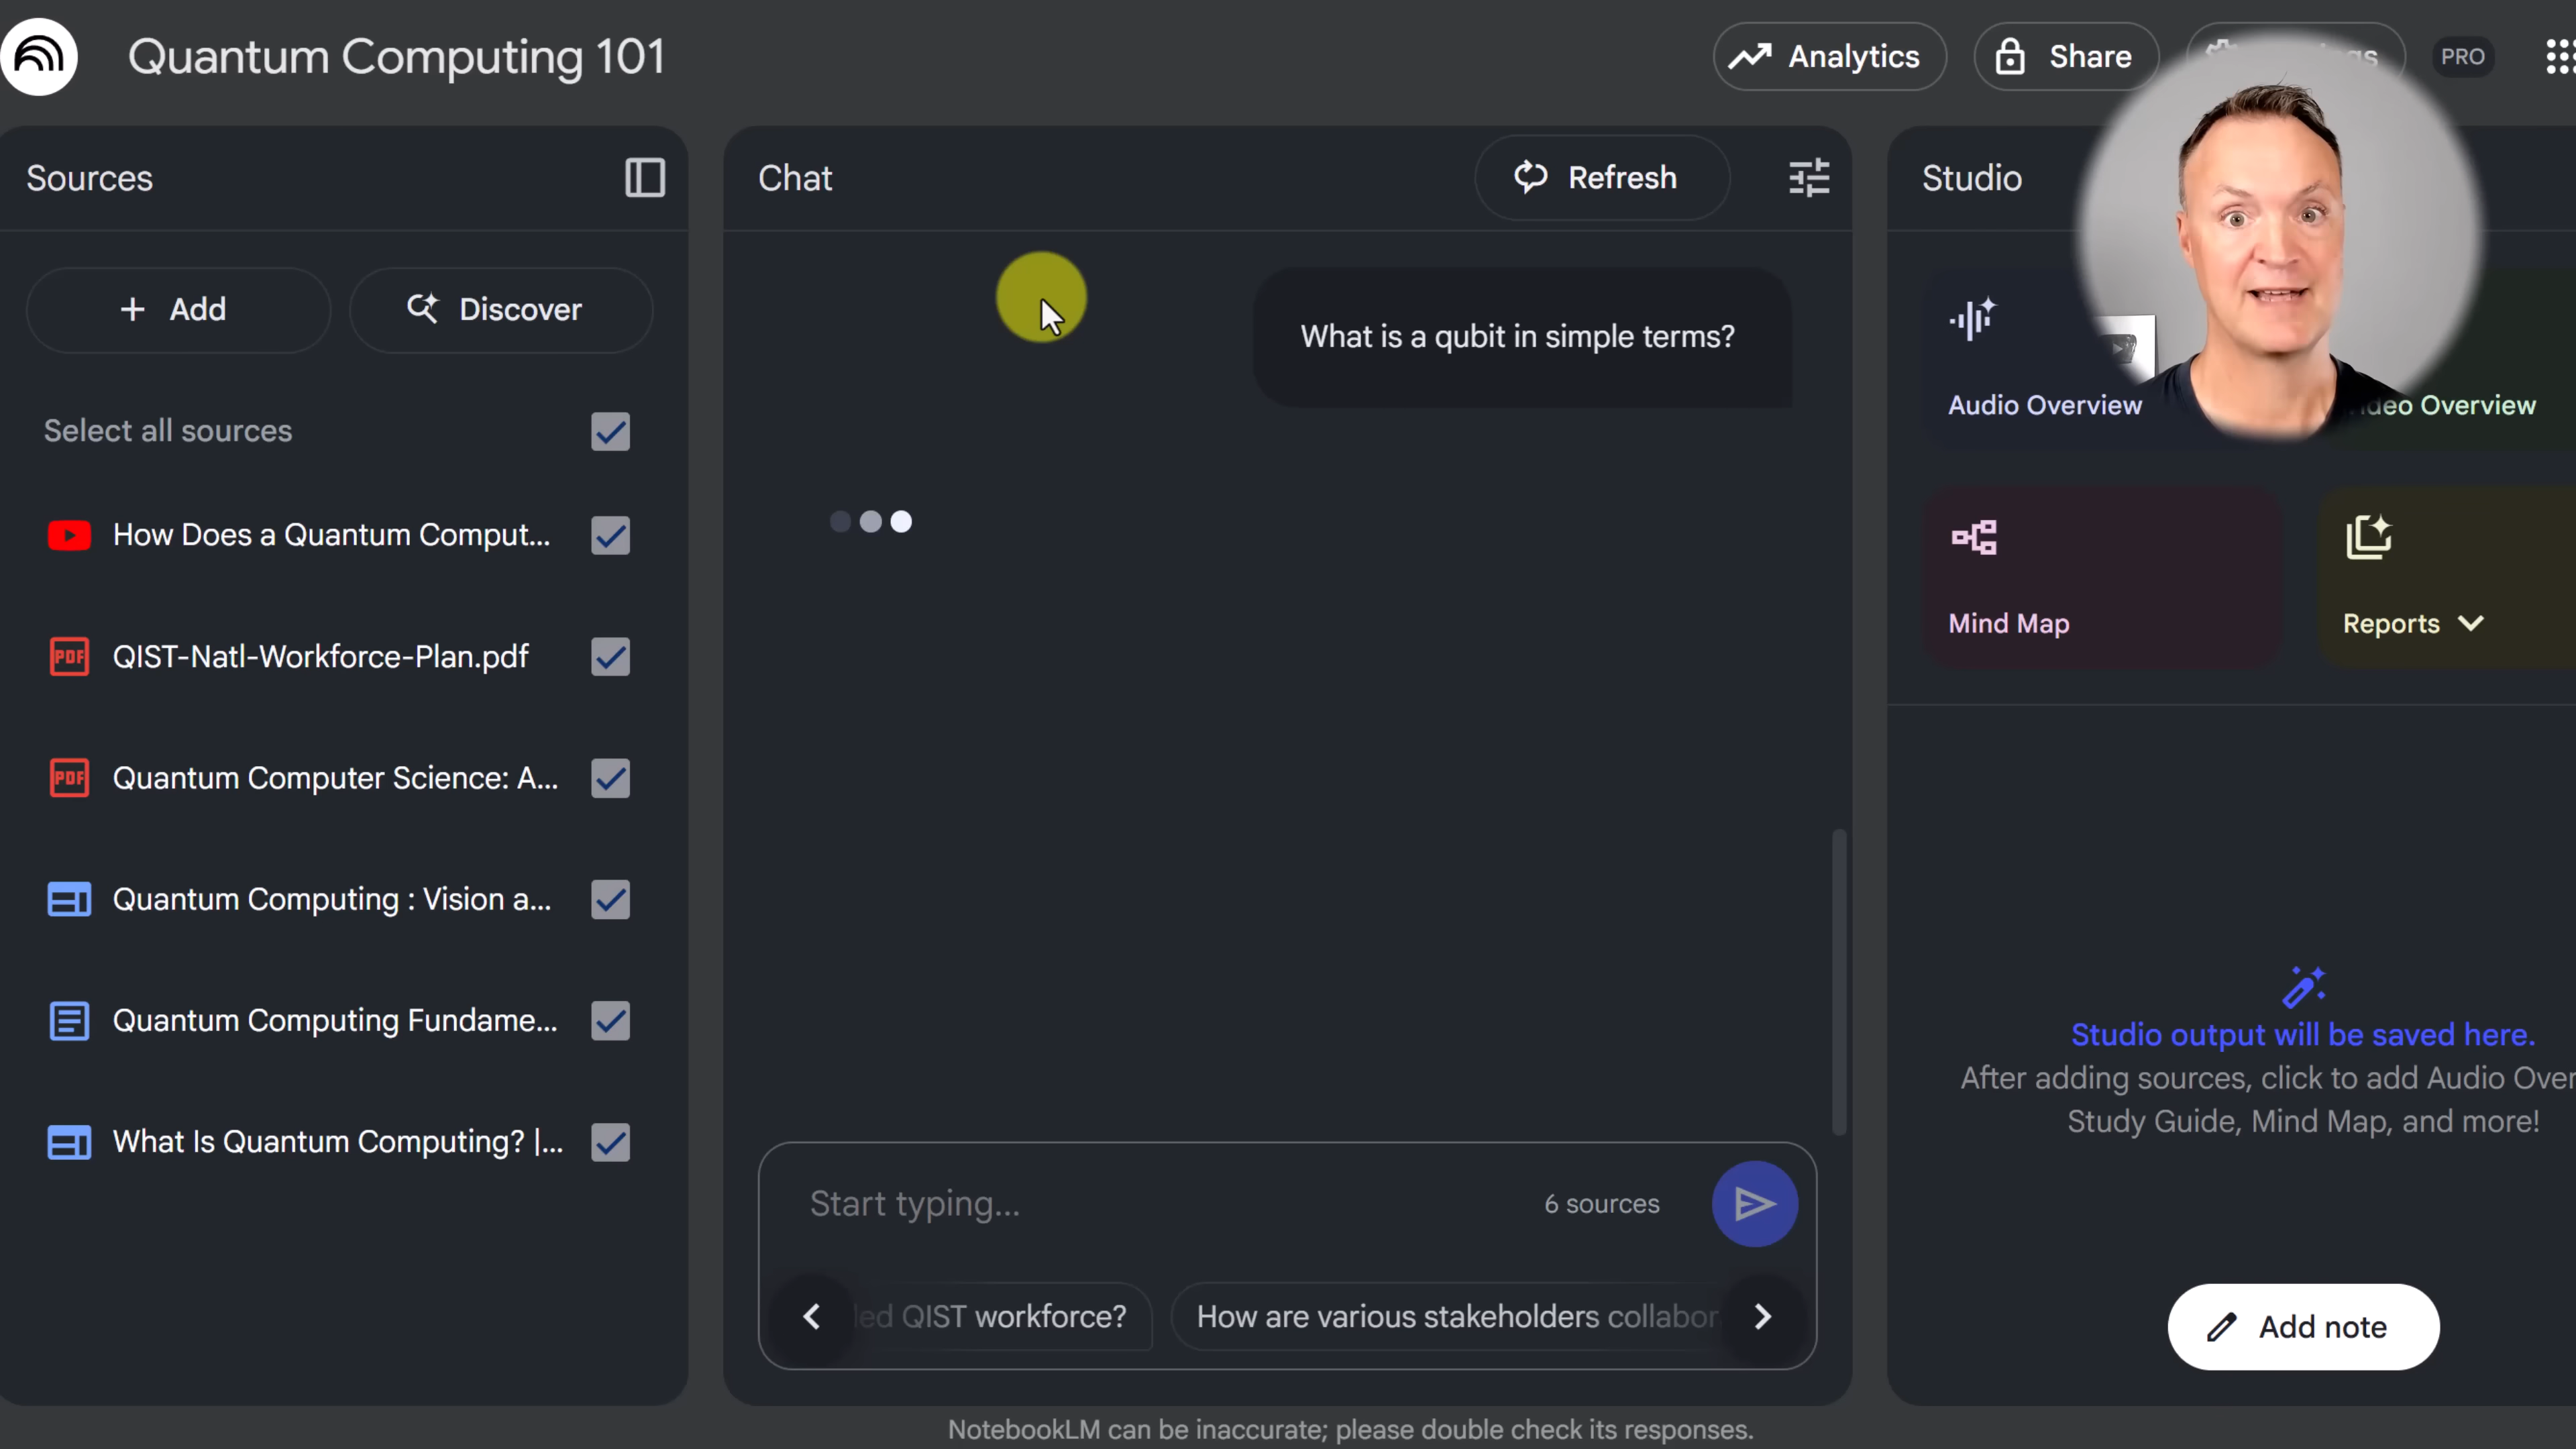 Quantum Computing 101
Analytics
Share
PRO
Sources
Add
Discover
Select all sources
How Does a Quantum Comput...
QIST-Natl-Workforce-Plan.pdf
Quantum Computer Science: A...
Quantum Computing : Vision a...
Quantum Computing Fundame...
What Is Quantum Computing? |...
Chat
Refresh
What is a qubit in simple terms?
Start typing...
6 sources
QIST workforce?
How are various stakeholders collabor
Studio
Audio Overview
Overview
Mind Map
Reports
Studio output will be saved here.
After adding sources, click to add Audio Over
Study Guide, Mind Map, and more!
Add note
NotebookLM can be inaccurate; please double check its responses.